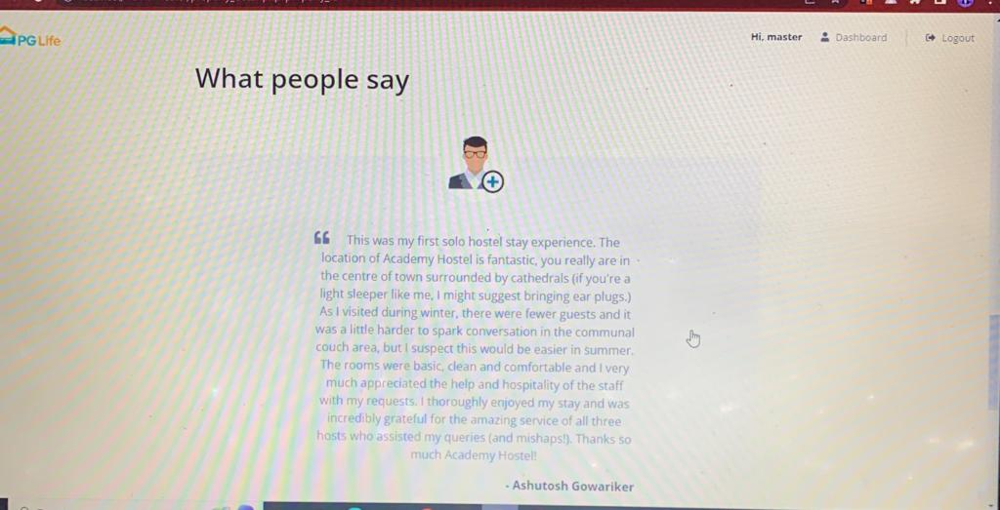 PG Life
Hi, master
Dashboard
Logout
What people say
This was my first solo hostel stay experience. The
location of Academy Hostel is fantastic, you really are in
the centre of town surrounded by cathedrals (if you're a
light sleeper like me, I might suggest bringing ear plugs.)
As I visited during winter, there were fewer guests and it
was a little harder to spark conversation in the communal
couch area, but I suspect this would be easier in summer.
The rooms were basic, clean and comfortable and I very
much appreciated the help and hospitality of the staff
with my requests. I thoroughly enjoyed my stay and was
incredibly grateful for the amazing service of all three
hosts who assisted my queries (and mishaps!). Thanks so
much Academy Hostel!
- Ashutosh Gowariker